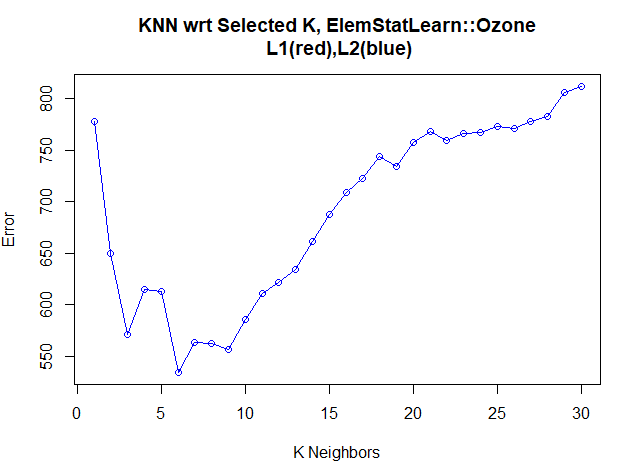 KNN wrt Selected K, ElemStatLearn::Ozone
L1(red),L2(blue)
Error
800
750
700
650
600
550
0 5 10 15 20 25 30
K Neighbors